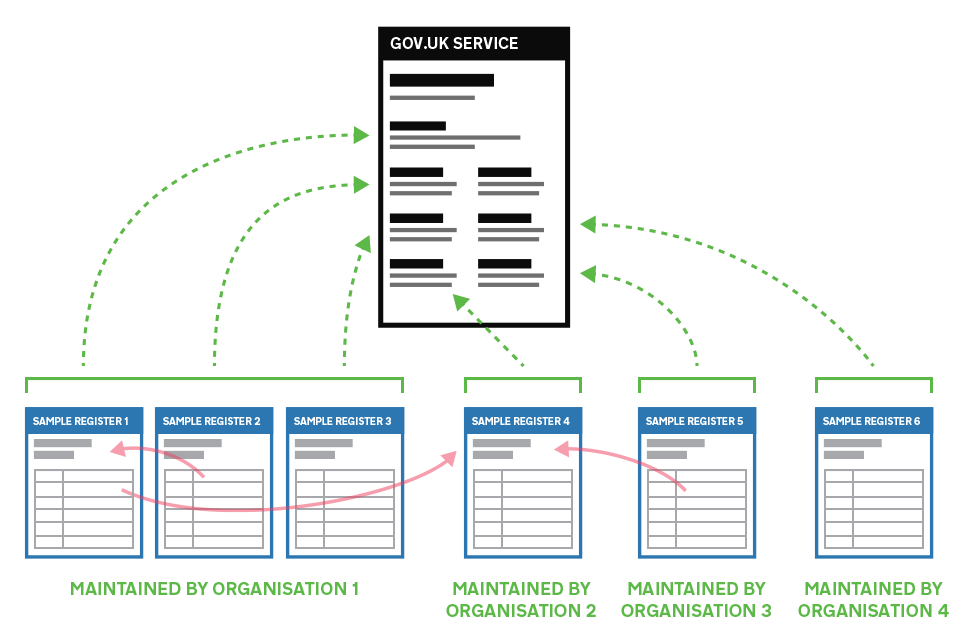 GOV.UK SERVICE
SAMPLE REGISTER 1
SAMPLE REGISTER 2
SAMPLE REGISTER 3
SAMPLE REGISTER 4
SAMPLE REGISTER 5
SAMPLE REGISTER 6
MAINTAINED BY ORGANISATION 1
MAINTAINED BY
ORGANISATION 2
MAINTAINED BY
ORGANISATION 3
MAINTAINED BY
ORGANISATION 4